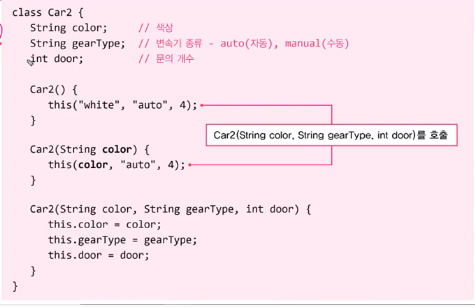 class Car2 {
String color; // 색상
String gearType; // 변속기 종류 - auto(자동), manual(수동)
int door; // 문의 개수
Car2() {
this("white", "auto", 4);
}
Car2(String color, String gearType, int door)를 호출
Car2(String color) {
this(color, "auto", 4);
}
Car2(String color, String gearType, int door) {
this.color = color;
this.gearType = gearType;
this.door = door;
}
}